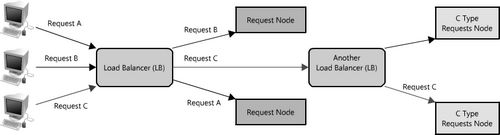 Request A
Request B
Request C
Load Balancer (LB)
Request B
Request C
Request A
Request Node
Request Node
Another
Load Balancer (LB)
Request C
C Type
Requests Node
C Type
Requests Node